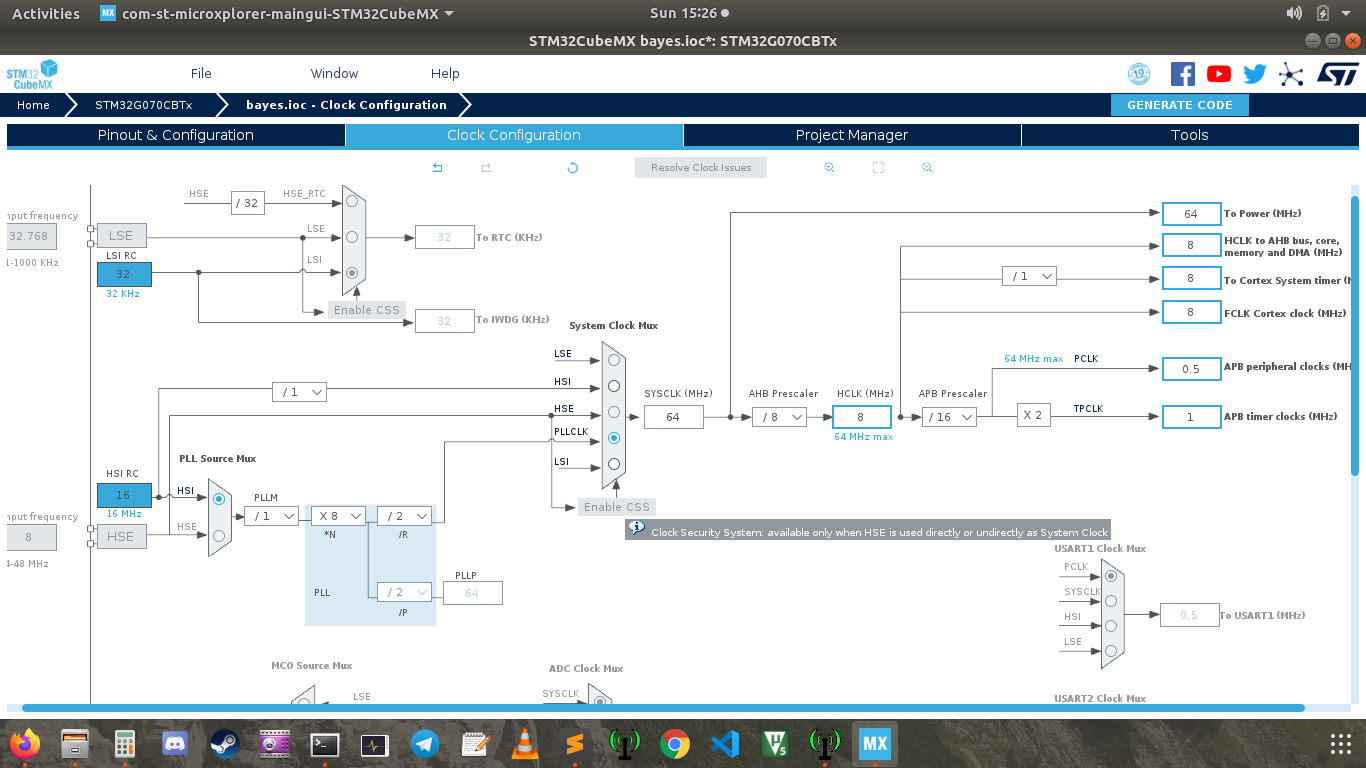 Activities
com-st-microxplorer-maingui-STM32CubeMX
Sun 15:26
STM32CubeMX bayes.ioc*: STM32G070CBTx
STM32 CubeMX
File Window Help
10
Home STM32G070CBTx bayes.ioc - Clock Configuration GENERATE CODE
Pinout & Configuration Clock Configuration Project Manager Tools
Resolve Clock Issues
HSE / 32 HSE_RTC
nput frequency
32.768 LSE
1-1000 KHz
LSI RC
32
32 KHz
LSE
LSI
32 To RTC (KHz)
Enable CSS
32 To IWDG (KHz)
64 To Power (MHz)
8 HCLK to AHB bus, core,
memory and DMA (MHz)
/ 1 8 To Cortex System timer (
8 FCLK Cortex clock (MHz)
System Clock Mux
LSE
HSI
HSE
PLLCLK
LSI
/ 1
SYSCLK (MHz)
64
AHB Prescaler
/ 8
HCLK (MHz)
8
64 MHz max
APB Prescaler
/ 16
64 MHz max PCLK
0.5 APB peripheral clocks (MH
X 2 TPCLK
1 APB timer clocks (MHz)
Enable CSS
Clock Security System: available only when HSE is used directly or undirectly as System Clock
PLL Source Mux
HSI RC
16
16 MHz
HSI
nput frequency
8 HSE
4-48 MHz
HSE
PLLM
/ 1
X 8
*N
/ 2
/R
PLL
/ 2
/P
PLLP
64
USART1 Clock Mux
PCLK
SYSCLK
HSI
LSE
0.5 To USART1 (MHz)
MCO Source Mux
LSE
ADC Clock Mux
SYSCLK
USART2 Clock Mux
V5
MX